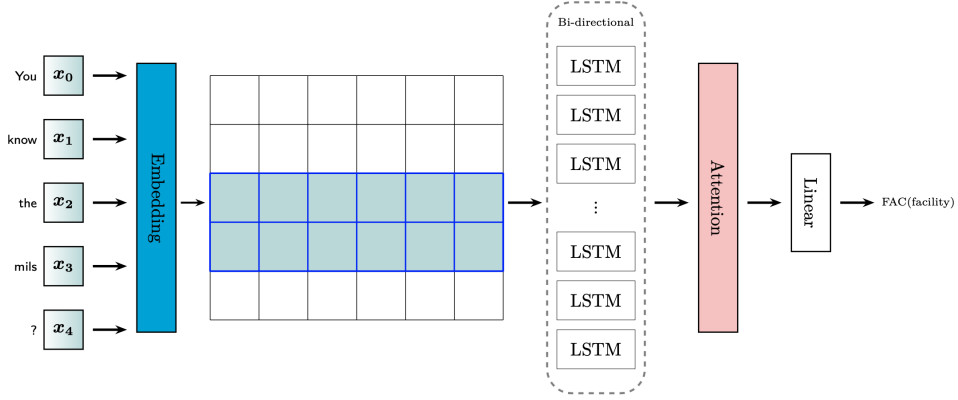 You x₀
know x₁
the x₂
mils x₃
? x₄
Embedding
Bi-directional
LSTM
LSTM
LSTM
...
LSTM
LSTM
LSTM
Attention
Linear
FAC(facility)